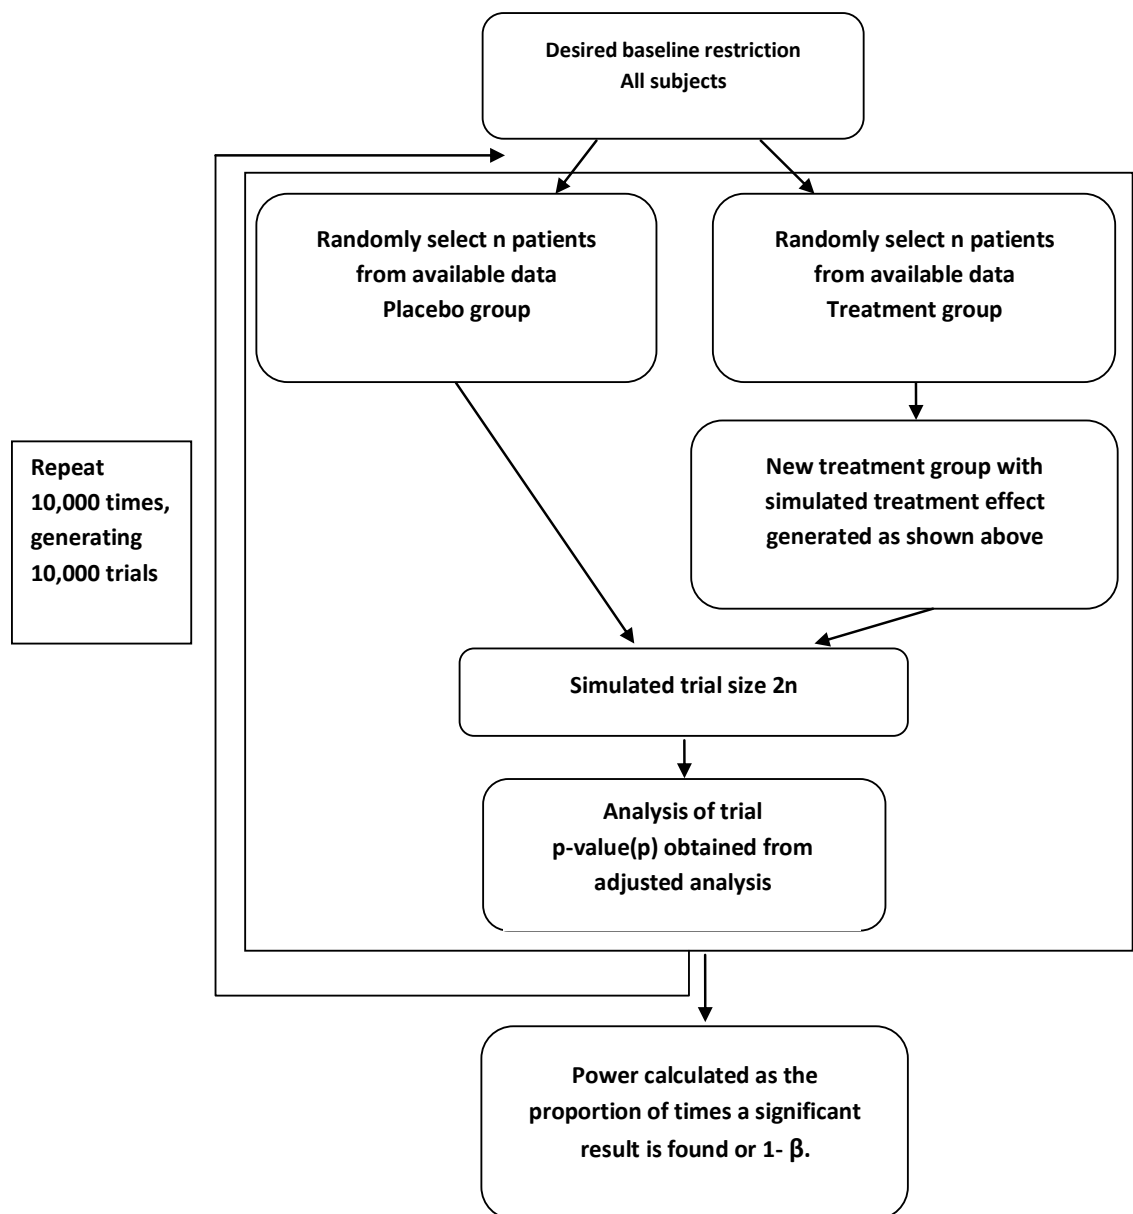 Desired baseline restriction
All subjects
Randomly select n patients
from available data
Placebo group
Randomly select n patients
from available data
Treatment group
Repeat
10,000 times,
generating
10,000 trials
New treatment group with
simulated treatment effect
generated as shown above
Simulated trial size 2n
Analysis of trial
p-value(p) obtained from
adjusted analysis
Power calculated as the
proportion of times a significant
result is found or 1- β.